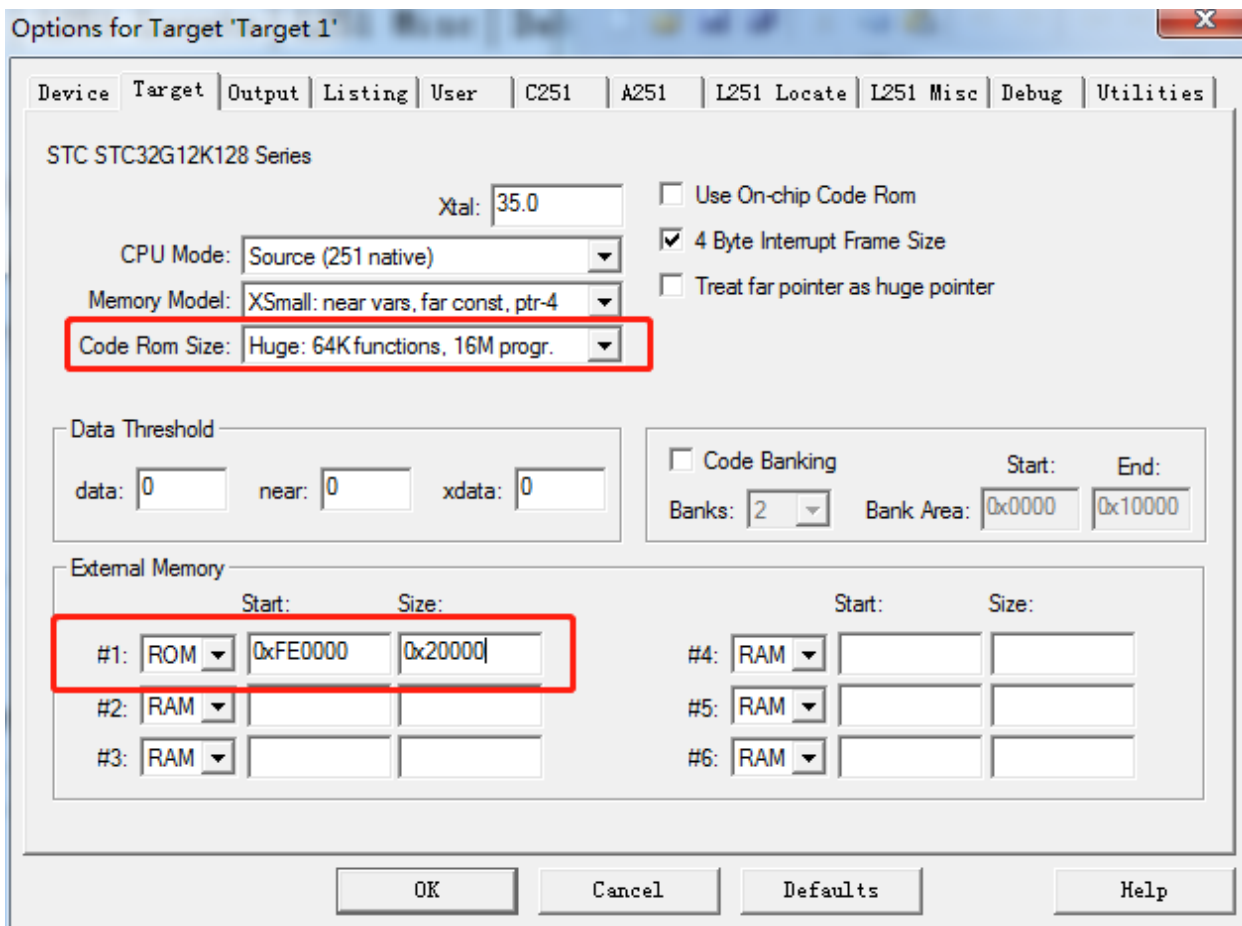 Options for Target 'Target 1'
Device Target Output Listing User C251 A251 L251 Locate L251 Misc Debug Utilities
STC STC32G12K128 Series
Xtal: 35.0
Use On-chip Code Rom
CPU Mode: Source (251 native)
4 Byte Interrupt Frame Size
Memory Model: XSmall: near vars, far const, ptr-4
Treat far pointer as huge pointer
Code Rom Size: Huge: 64K functions, 16M progr.
Data Threshold
data: 0 near: 0 xdata: 0
Code Banking Start: End:
Banks: 2 Bank Area: 0x0000 0x10000
External Memory
Start: Size: Start: Size:
#1: ROM 0xFE0000 0x20000 #4: RAM
#2: RAM #5: RAM
#3: RAM #6: RAM
OK Cancel Defaults Help